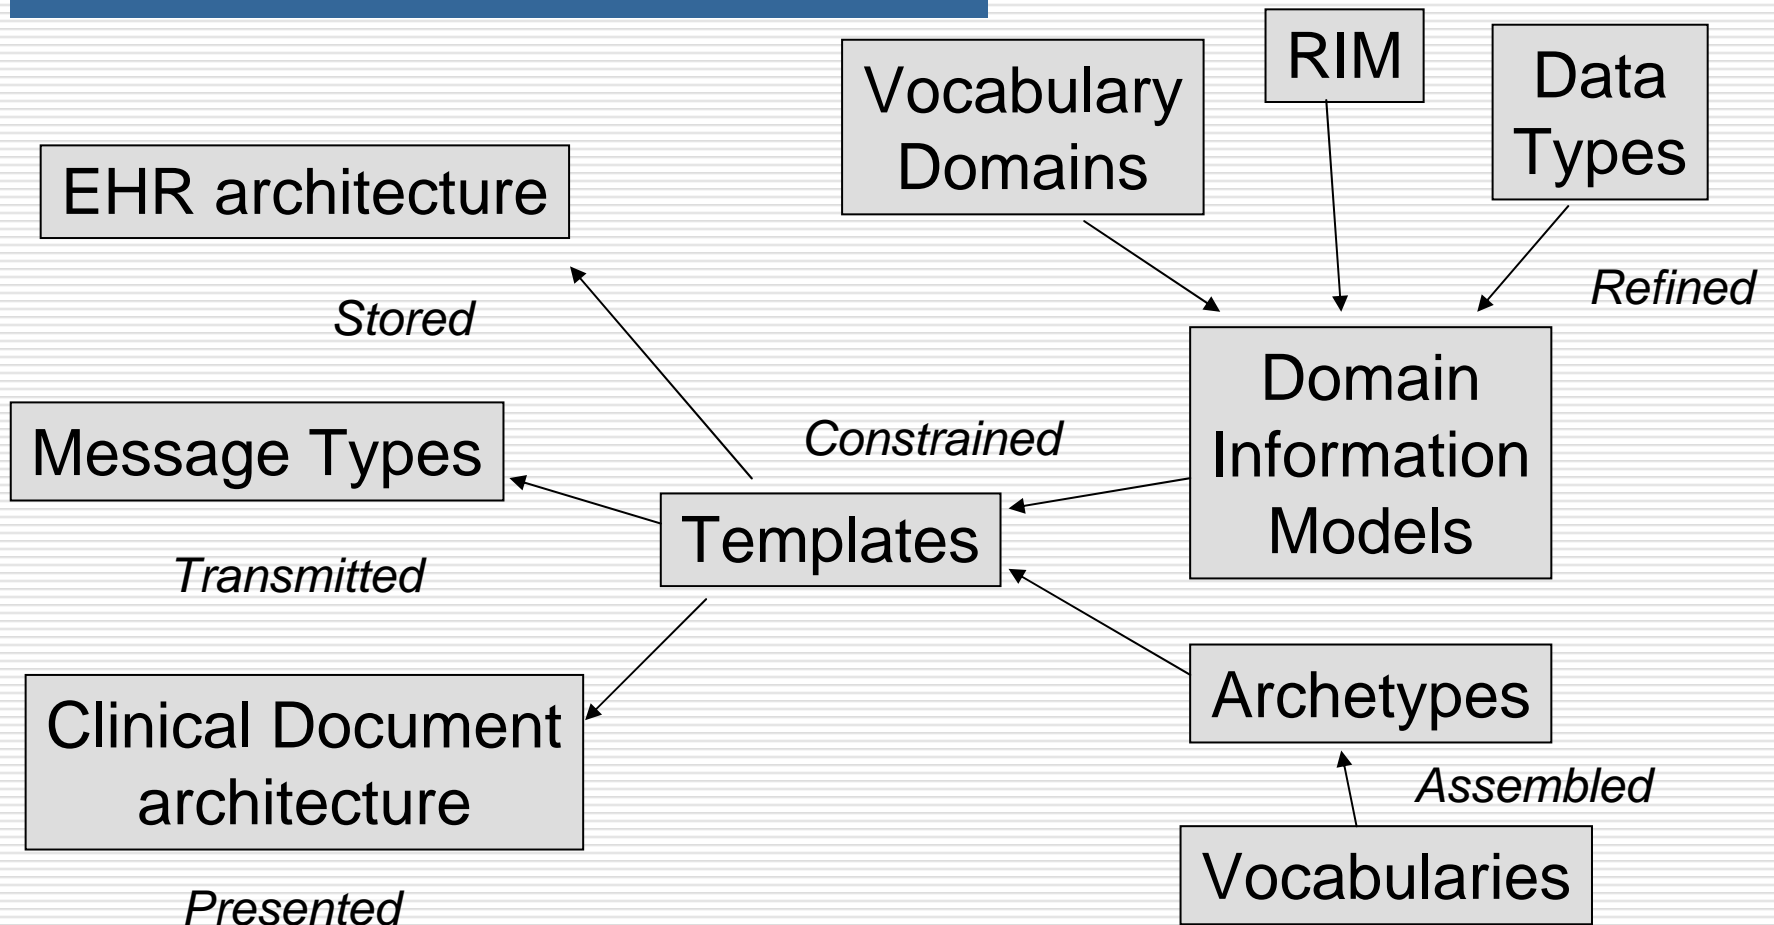 RIM
Vocabulary
Domains
Data
Types
EHR architecture
Refined
Stored
Domain
Information
Models
Constrained
Message Types
Templates
Transmitted
Archetypes
Clinical Document
architecture
Assembled
Vocabularies
Presented